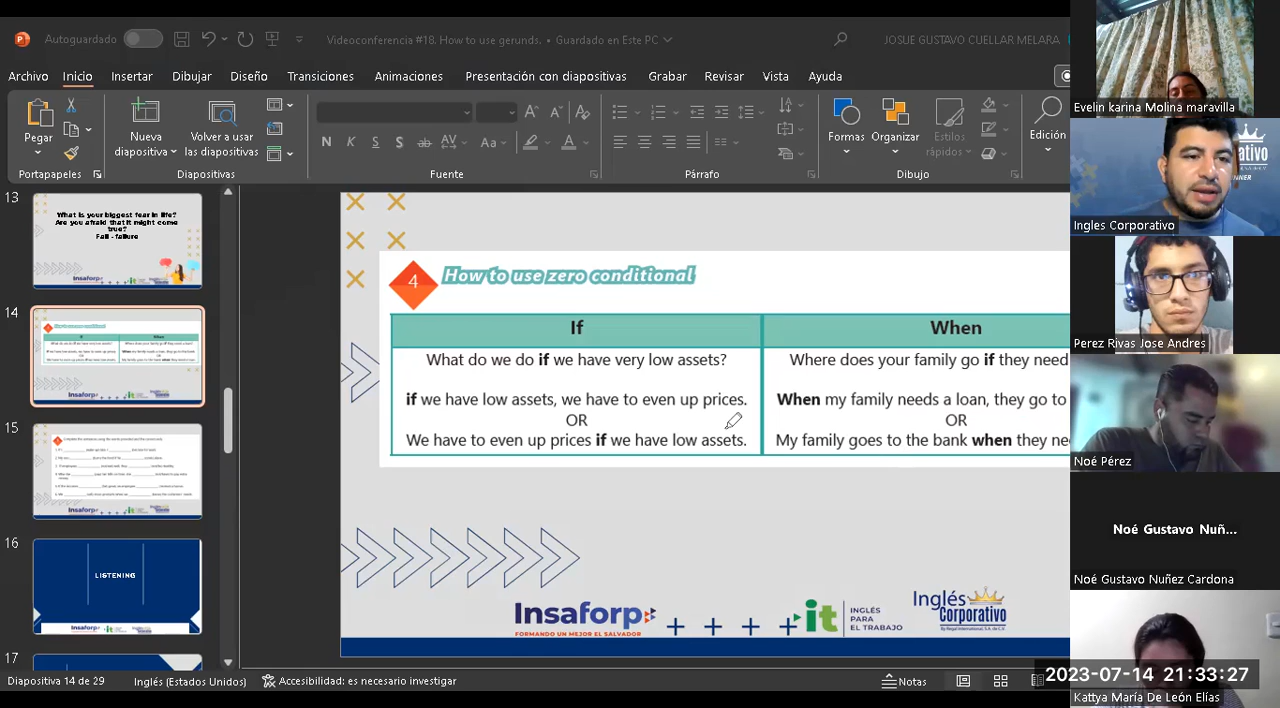 Autoguardado
Videoconferencia #18. How to use gerunds. • Guardado en Este PC
JOSUE GUSTAVO CUELLAR MELARA
Archivo Inicio Insertar Dibujar Diseño Transiciones Animaciones Presentación con diapositivas Grabar Revisar Vista Ayuda
Pegar
Nueva diapositiva
Volver a usar las diapositivas
N K S S ab AV Aa A
Formas Organizar Estilos rápidos Edición
Portapapeles Diapositivas Fuente Párrafo Dibujo
13
What is your biggest fear in life?
Are you afraid that it might come
true?
Fail - failure
14
15
16
LISTENING
17
4 How to use zero conditional
If When
What do we do if we have very low assets?
if we have low assets, we have to even up prices.
OR
We have to even up prices if we have low assets.
Where does your family go if they need
When my family needs a loan, they go to
OR
My family goes to the bank when they nee
Insaforp
FORMANDO UN MEJOR EL SALVADOR
it
INGLÉS
PARA
EL TRABAJO
Inglés
Corporativo
Diapositiva 14 de 29
Inglés (Estados Unidos)
Accesibilidad: es necesario investigar
Notas
Evelin karina Molina maravilla
Ingles Corporativo
Perez Rivas Jose Andres
Noé Pérez
Noé Gustavo Nuñ...
Noé Gustavo Nuñez Cardona
2023-07-14 21:33:27
Kattya María De León Elías